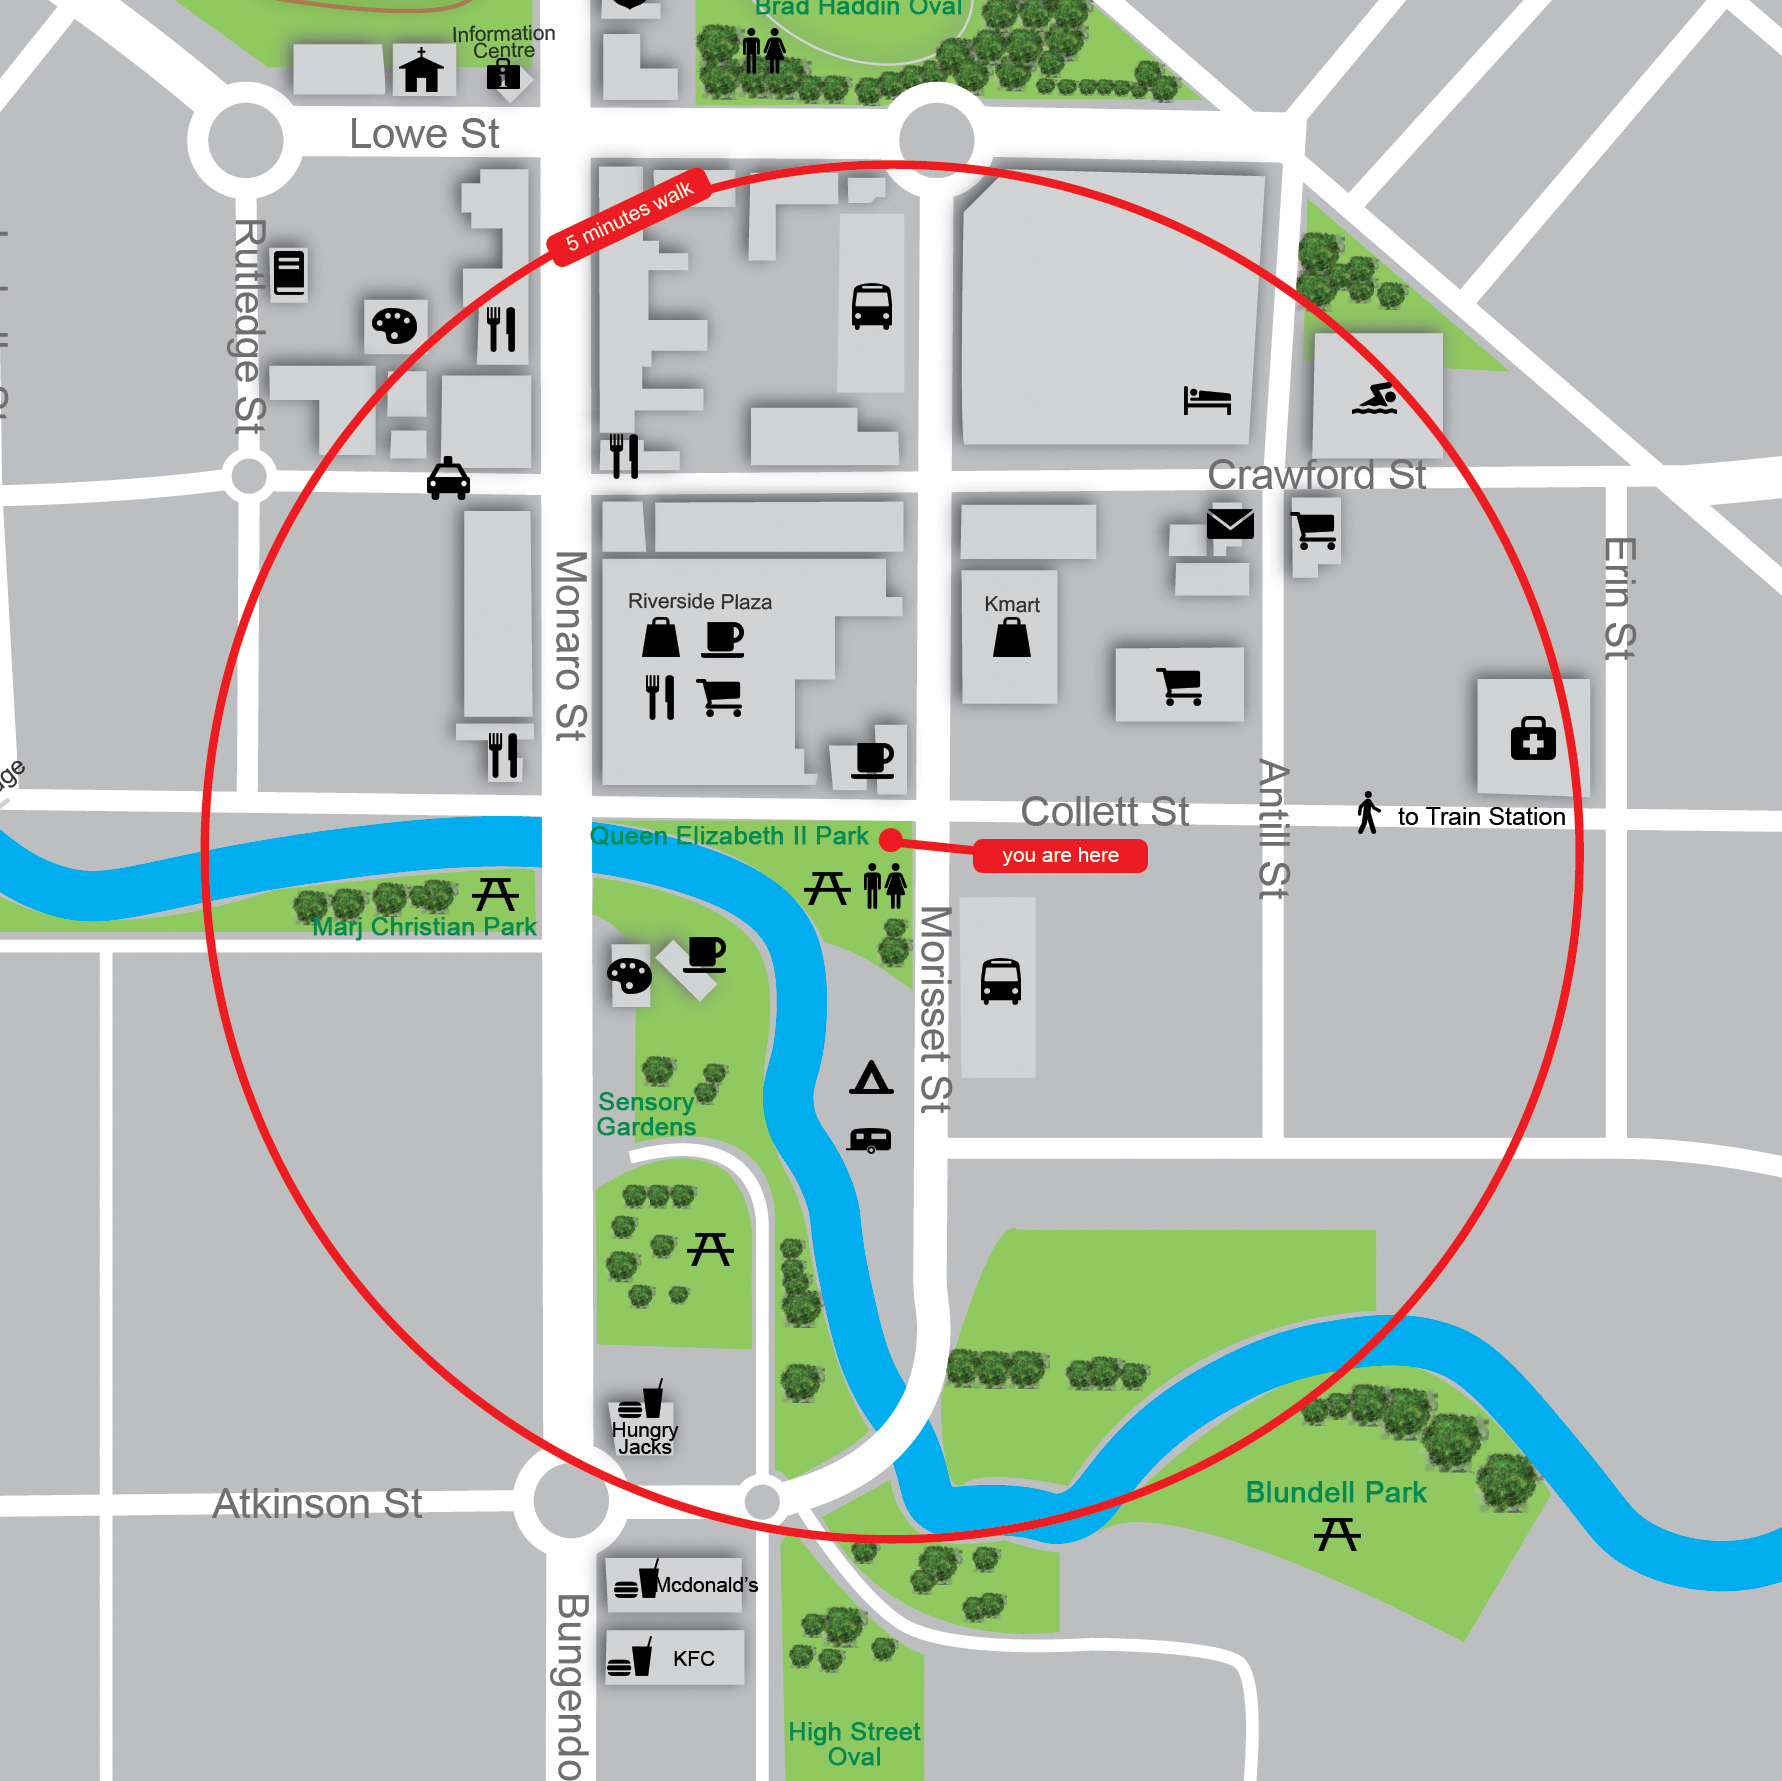 Brad Haddin Oval
Information
Centre
Lowe St
5 minutes walk
Rutledge St
Crawford St
Monaro St
Riverside Plaza
Kmart
Erin St
Collett St
Antill St
to Train Station
Queen Elizabeth II Park
you are here
Marj Christian Park
Morisset St
Sensory
Gardens
Hungry
Jacks
Atkinson St
Blundell Park
Mcdonald's
KFC
Bungendo
High Street
Oval